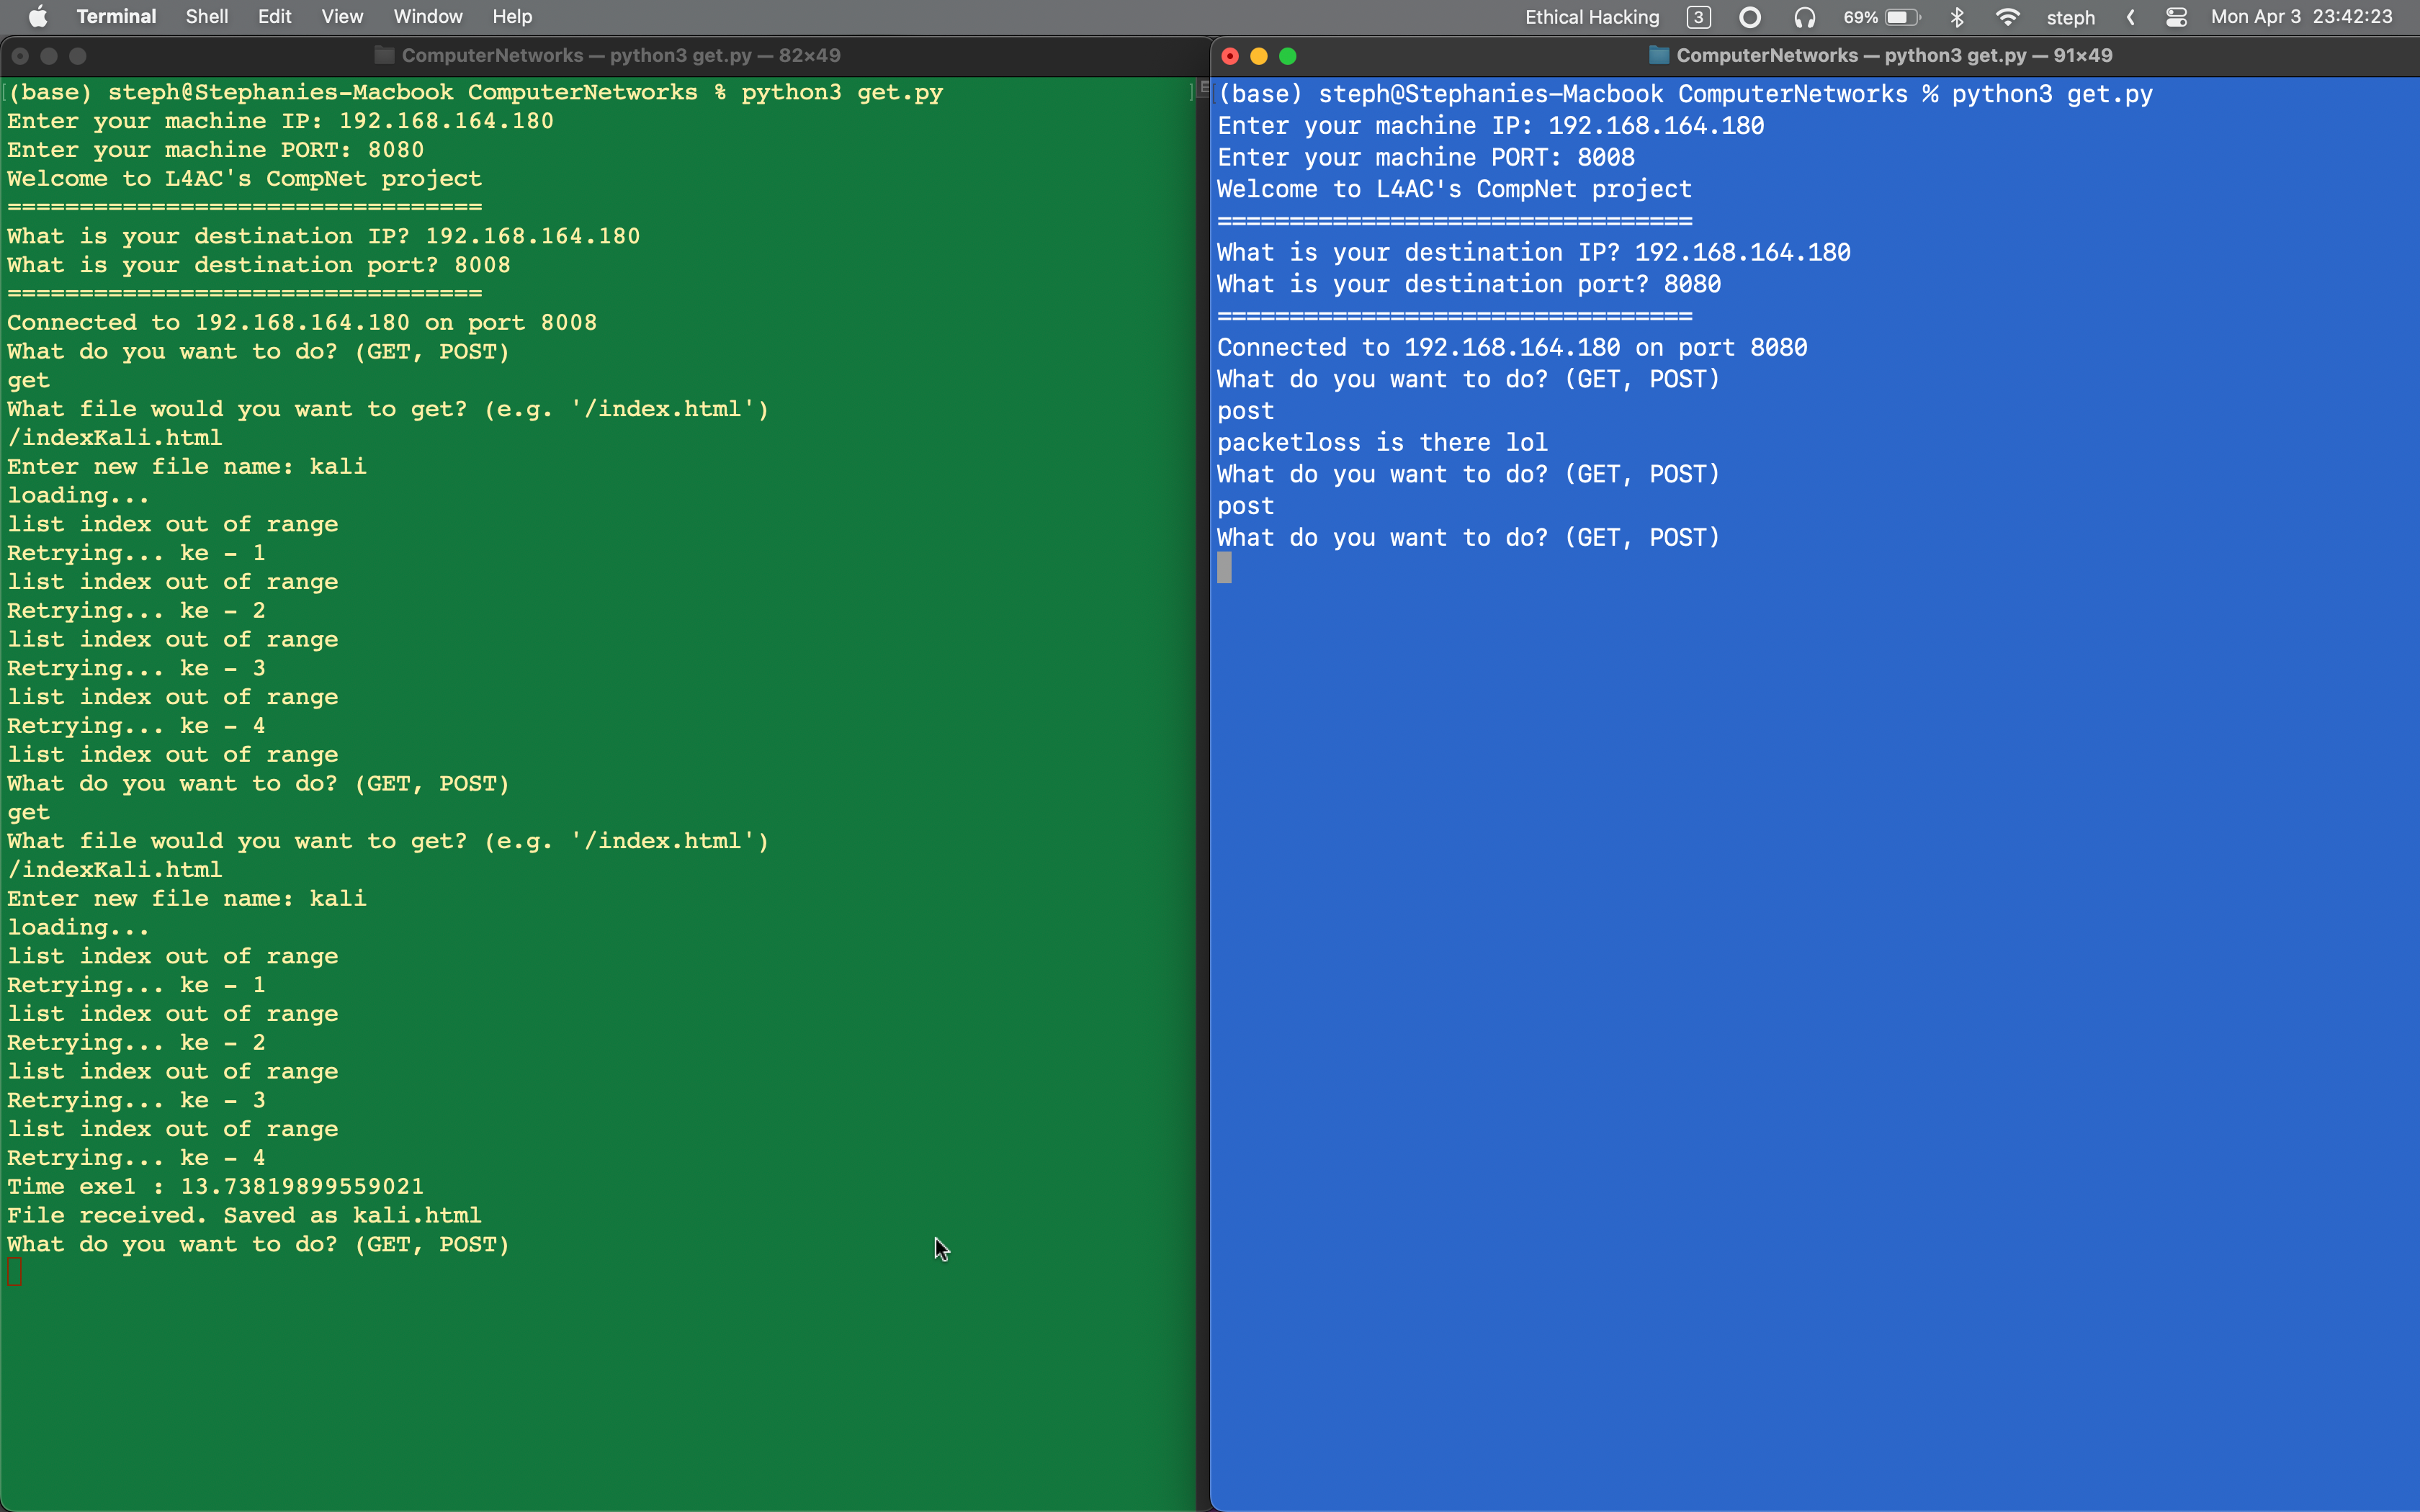 Terminal Shell Edit View Window Help Ethical Hacking 3 69% steph Mon Apr 3 23:42:23
ComputerNetworks — python3 get.py — 82×49
(base) steph@Stephanies-Macbook ComputerNetworks % python3 get.py
Enter your machine IP: 192.168.164.180
Enter your machine PORT: 8080
Welcome to L4AC's CompNet project
=================================
What is your destination IP? 192.168.164.180
What is your destination port? 8008
=================================
Connected to 192.168.164.180 on port 8008
What do you want to do? (GET, POST)
get
What file would you want to get? (e.g. '/index.html')
/indexKali.html
Enter new file name: kali
loading...
list index out of range
Retrying... ke - 1
list index out of range
Retrying... ke - 2
list index out of range
Retrying... ke - 3
list index out of range
Retrying... ke - 4
list index out of range
What do you want to do? (GET, POST)
get
What file would you want to get? (e.g. '/index.html')
/indexKali.html
Enter new file name: kali
loading...
list index out of range
Retrying... ke - 1
list index out of range
Retrying... ke - 2
list index out of range
Retrying... ke - 3
list index out of range
Retrying... ke - 4
Time exe1 : 13.73819899559021
File received. Saved as kali.html
What do you want to do? (GET, POST)
ComputerNetworks — python3 get.py — 91×49
(base) steph@Stephanies-Macbook ComputerNetworks % python3 get.py
Enter your machine IP: 192.168.164.180
Enter your machine PORT: 8008
Welcome to L4AC's CompNet project
=================================
What is your destination IP? 192.168.164.180
What is your destination port? 8080
=================================
Connected to 192.168.164.180 on port 8080
What do you want to do? (GET, POST)
post
packetloss is there lol
What do you want to do? (GET, POST)
post
What do you want to do? (GET, POST)